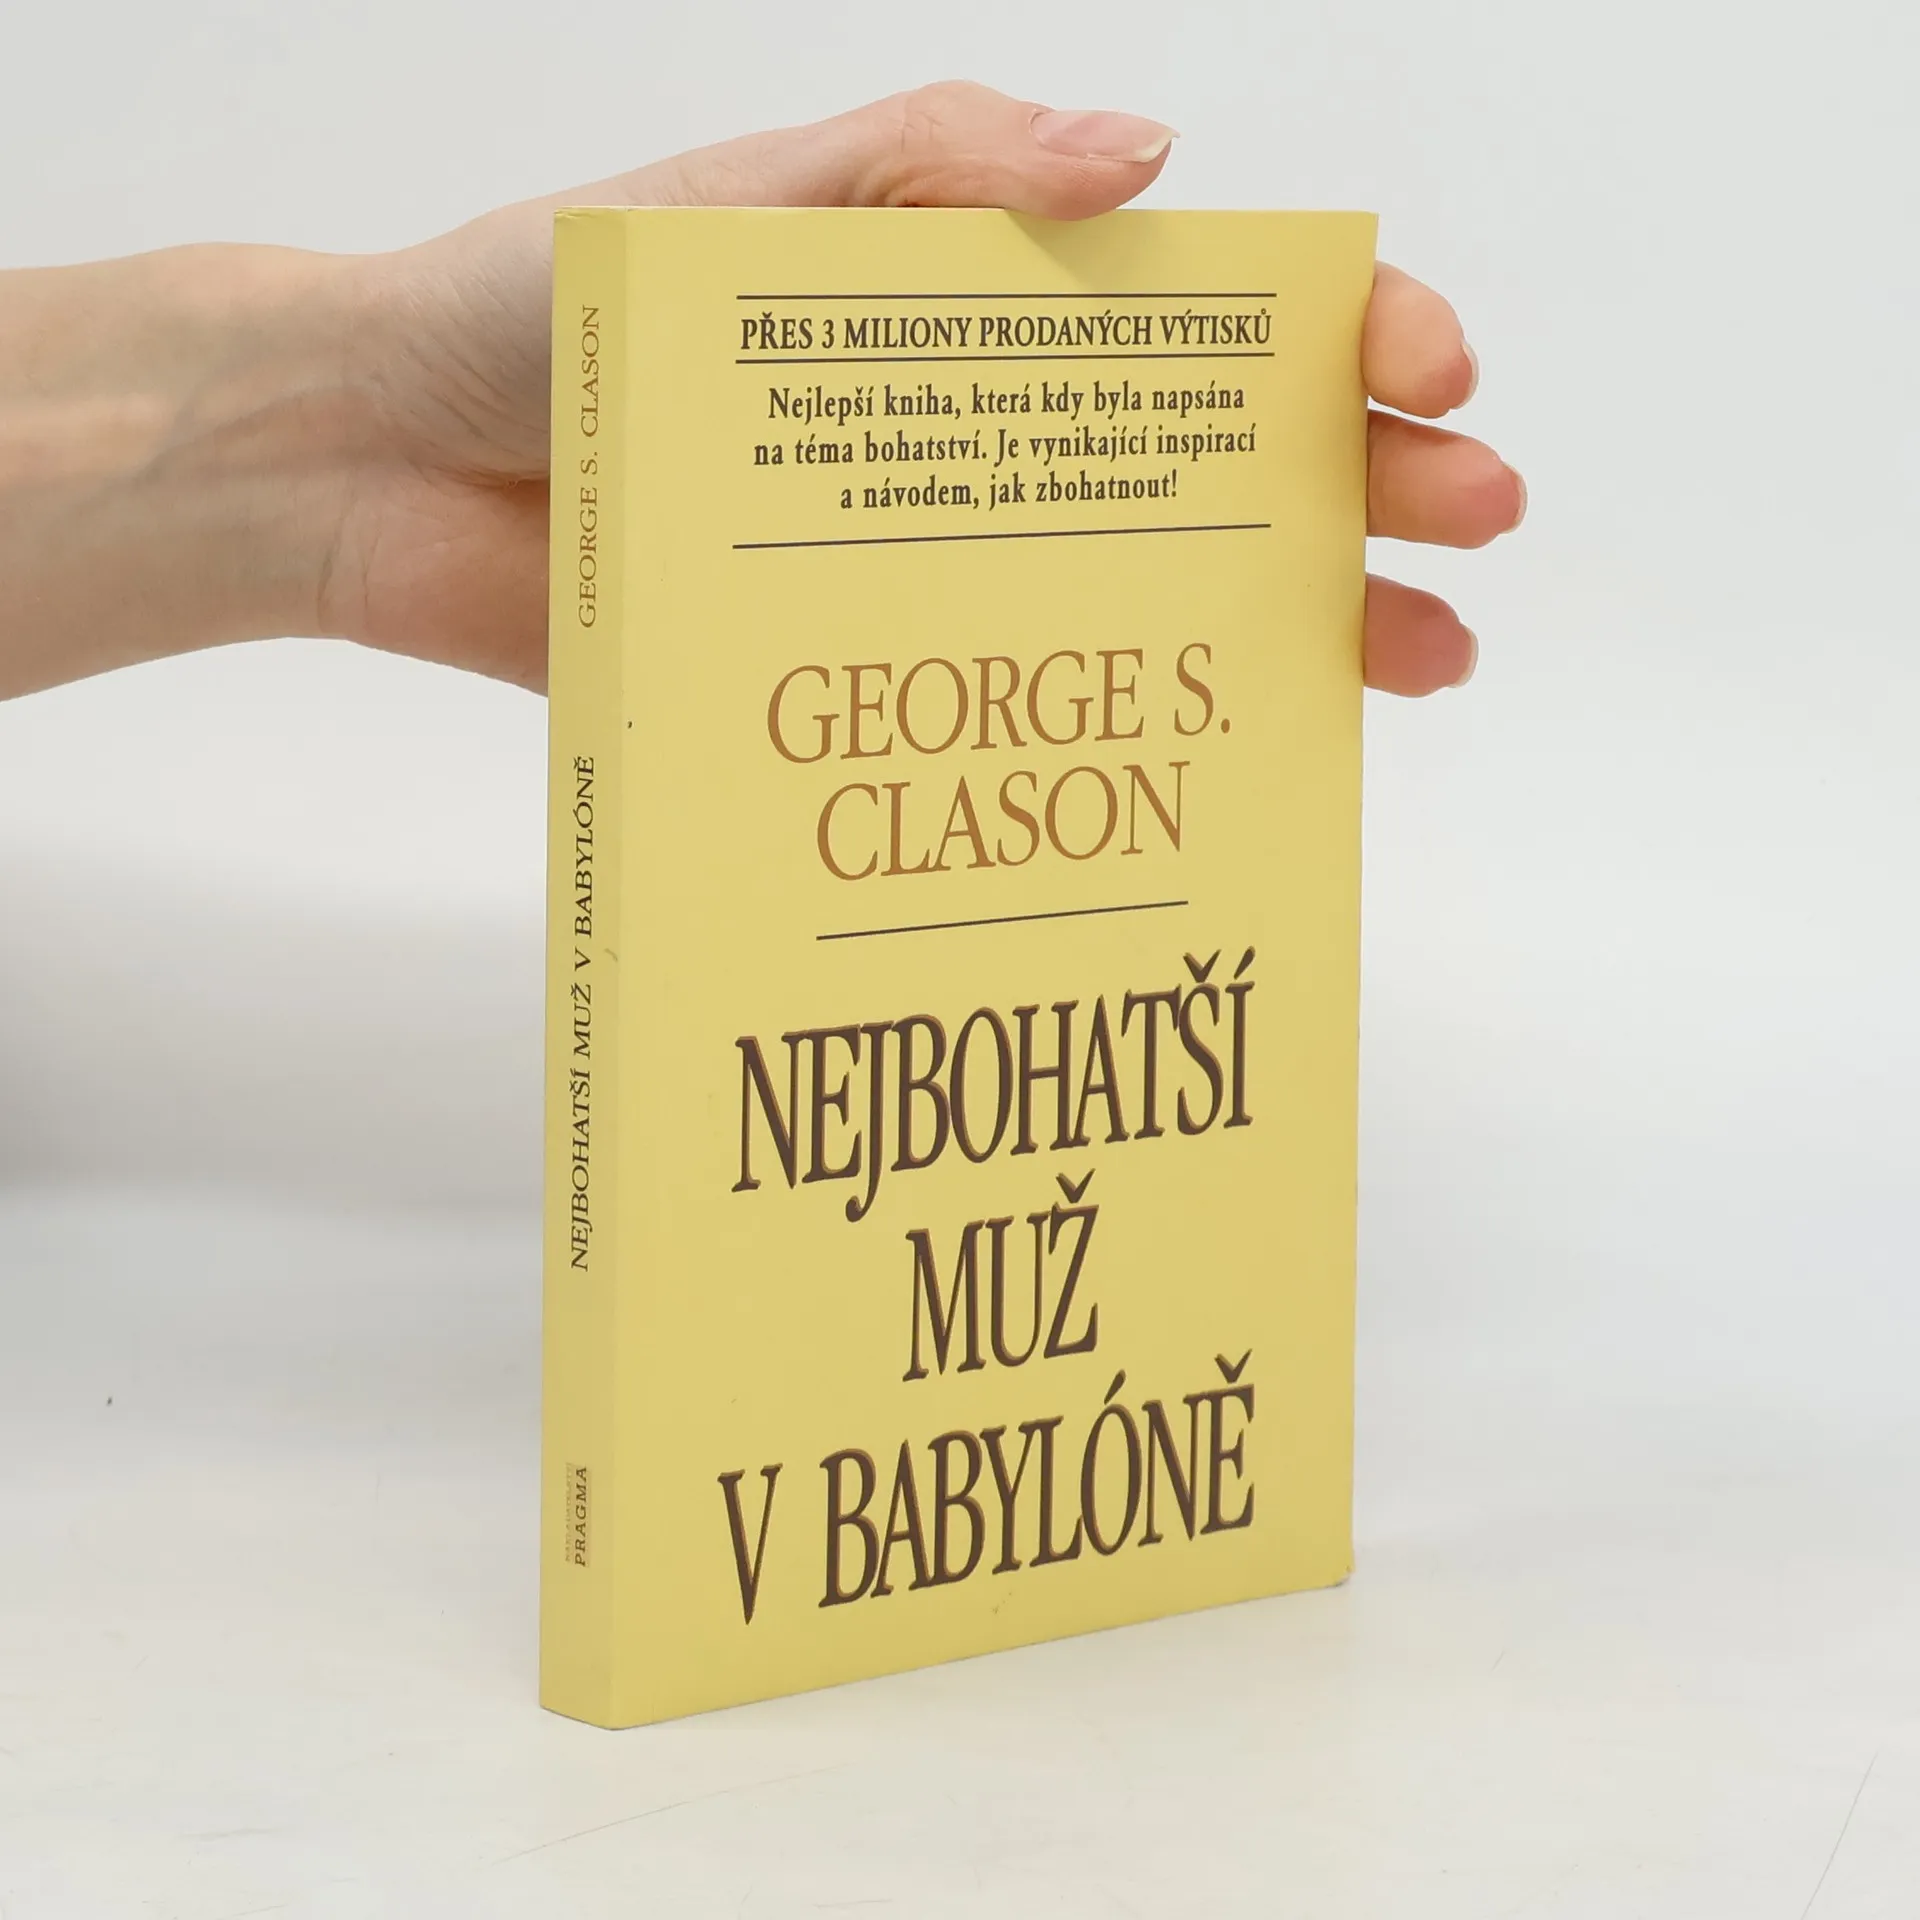 PŘES 3 MILIONY PRODANÝCH VÝTISKŮ
Nejlepší kniha, která kdy byla napsána
na téma bohatství. Je vynikající inspirací
a návodem, jak zbohatnout!
GEORGE S.
CLASON
NEJBOHATŠÍ
MUŽ
V BABYLÓNĚ
GEORGE S. CLASON
NEJBOHATŠÍ MUŽ V BABYLÓNĚ
NAKLADATELSTVÍ
PRAGMA